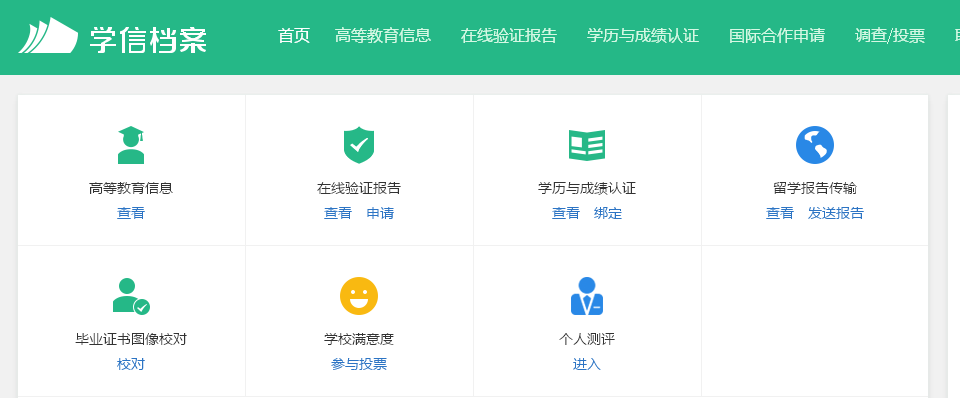 学信档案
首页 高等教育信息 在线验证报告 学历与成绩认证 国际合作申请 调查/投票
高等教育信息 在线验证报告 学历与成绩认证 留学报告传输
查看 查看 申请 查看 绑定 查看 发送报告
毕业证书图像校对 学校满意度 个人测评
校对 参与投票 进入